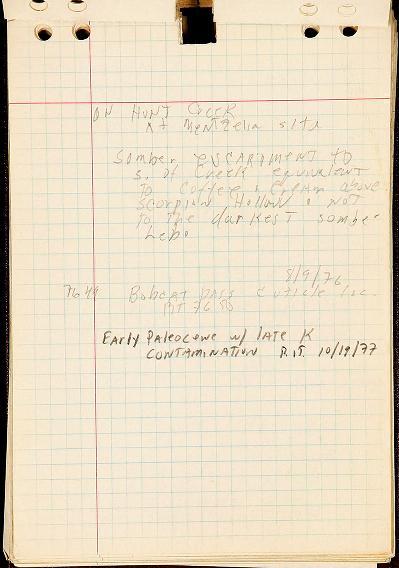 ON HUNT CREEK
At Mentzelia site
Somber ESCARPMENT TO
S. of Creek equivalent
to Coffee & Cream above
Scorpion Hollow & NOT
to the darkest somber
Lebo
8/9/76
7649 Bobcat pass cuticle loc.
RT 76
EARLY PALEOCENE w/ LATE K
CONTAMINATION R.T. 10/19/77